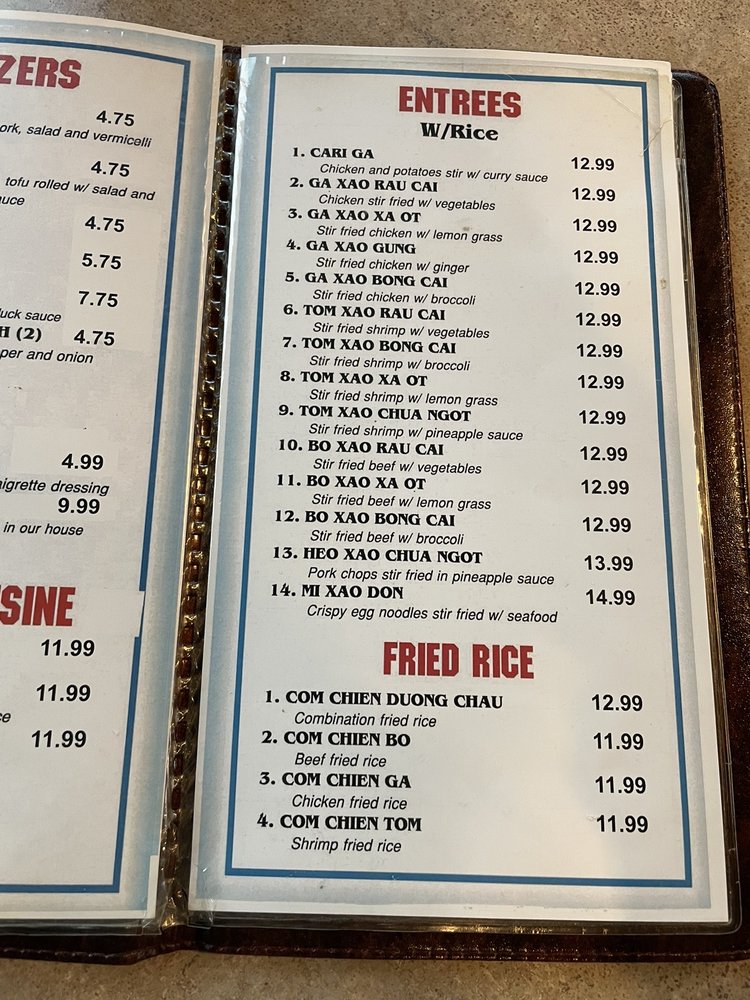 ZERS
4.75
ork, salad and vermicelli
4.75
tofu rolled w/ salad and
uce
4.75
5.75
7.75
uck sauce
H (2) 4.75
per and onion
4.99
igrette dressing
9.99
in our house
SINE
11.99
11.99
ce
11.99
ENTREES
W/Rice
1. CARI GA 12.99
Chicken and potatoes stir w/ curry sauce
2. GA XAO RAU CAI 12.99
Chicken stir fried w/ vegetables
3. GA XAO XA OT 12.99
Stir fried chicken w/ lemon grass
4. GA XAO GUNG 12.99
Stir fried chicken w/ ginger
5. GA XAO BONG CAI 12.99
Stir fried chicken w/ broccoli
6. TOM XAO RAU CAI 12.99
Stir fried shrimp w/ vegetables
7. TOM XAO BONG CAI 12.99
Stir fried shrimp w/ broccoli
8. TOM XAO XA OT 12.99
Stir fried shrimp w/ lemon grass
9. TOM XAO CHUA NGOT 12.99
Stir fried shrimp w/ pineapple sauce
10. BO XAO RAU CAI 12.99
Stir fried beef w/ vegetables
11. BO XAO XA OT 12.99
Stir fried beef w/ lemon grass
12. BO XAO BONG CAI 12.99
Stir fried beef w/ broccoli
13. HEO XAO CHUA NGOT 13.99
Pork chops stir fried in pineapple sauce
14. MI XAO DON 14.99
Crispy egg noodles stir fried w/ seafood
FRIED RICE
1. COM CHIEN DUONG CHAU 12.99
Combination fried rice
2. COM CHIEN BO 11.99
Beef fried rice
3. COM CHIEN GA 11.99
Chicken fried rice
4. COM CHIEN TOM 11.99
Shrimp fried rice